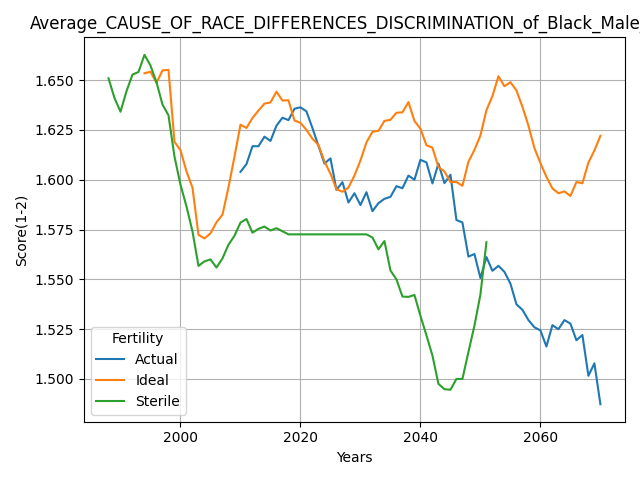 Average_CAUSE_OF_RACE_DIFFERENCES_DISCRIMINATION_of_Black_Male_
Score(1-2)
1.650
1.625
1.600
1.575
1.550
1.525
1.500
Fertility
Actual
Ideal
Sterile
2000 2020 2040 2060
Years